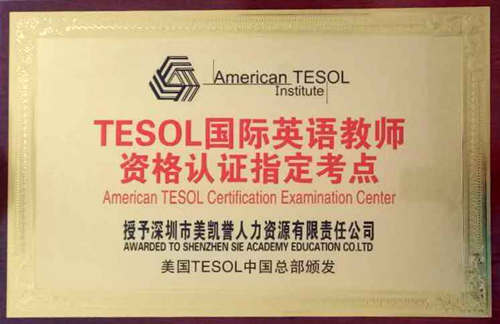 American TESOL
Institute
TESOL国际英语教师
资格认证指定考点
American TESOL Certification Examination Center
授予深圳市美凯誉人力资源有限责任公司
AWARDED TO SHENZHEN SIE ACADEMY EDUCATION CO.LTD
美国TESOL中国总部颁发